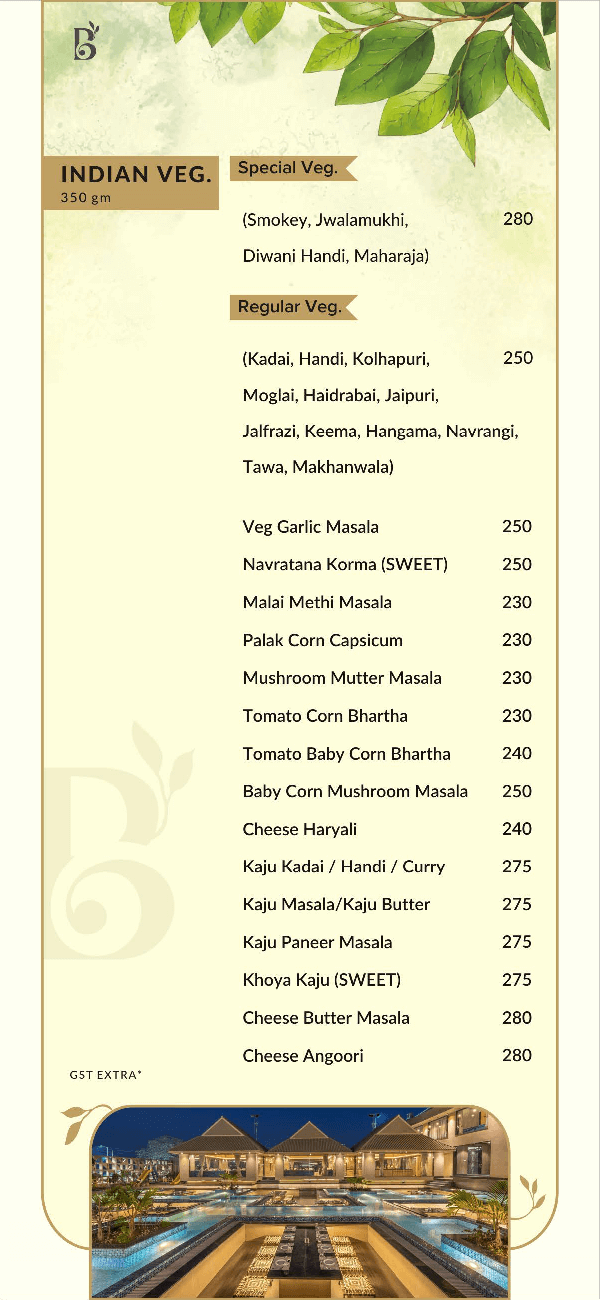 B
INDIAN VEG.
350 gm
Special Veg.
(Smokey, Jwalamukhi, 280
Diwani Handi, Maharaja)
Regular Veg.
(Kadai, Handi, Kolhapuri, 250
Moglai, Haidrabai, Jaipuri,
Jalfrazi, Keema, Hangama, Navrangi,
Tawa, Makhanwala)
Veg Garlic Masala 250
Navratana Korma (SWEET) 250
Malai Methi Masala 230
Palak Corn Capsicum 230
Mushroom Mutter Masala 230
Tomato Corn Bhartha 230
Tomato Baby Corn Bhartha 240
Baby Corn Mushroom Masala 250
Cheese Haryali 240
Kaju Kadai / Handi / Curry 275
Kaju Masala/Kaju Butter 275
Kaju Paneer Masala 275
Khoya Kaju (SWEET) 275
Cheese Butter Masala 280
Cheese Angoori 280
GST EXTRA*